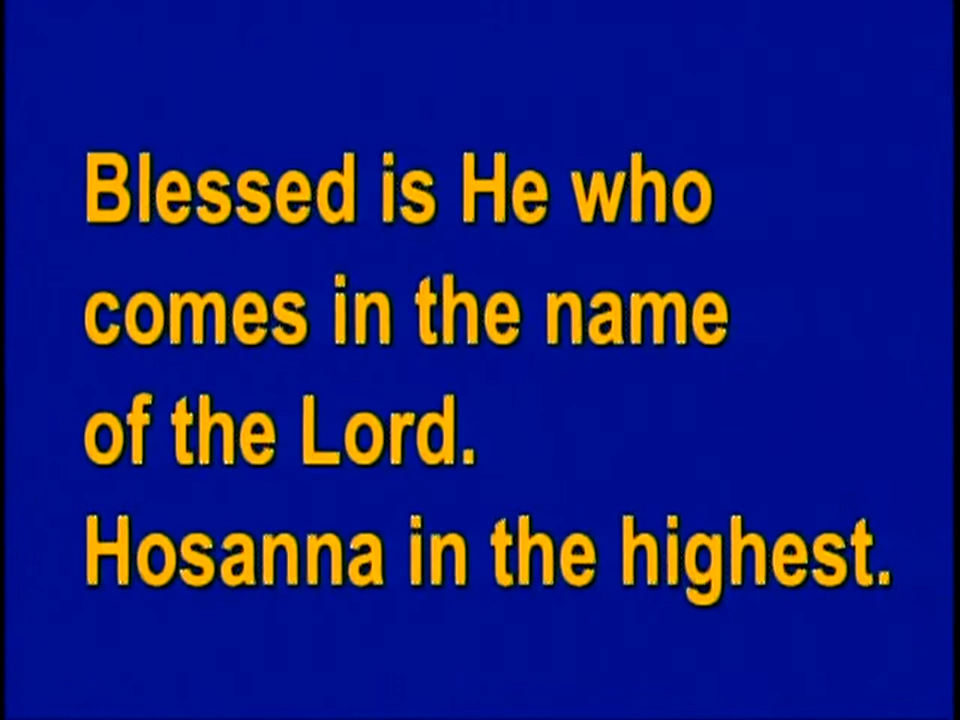 Blessed is He who
comes in the name
of the Lord.
Hosanna in the highest.